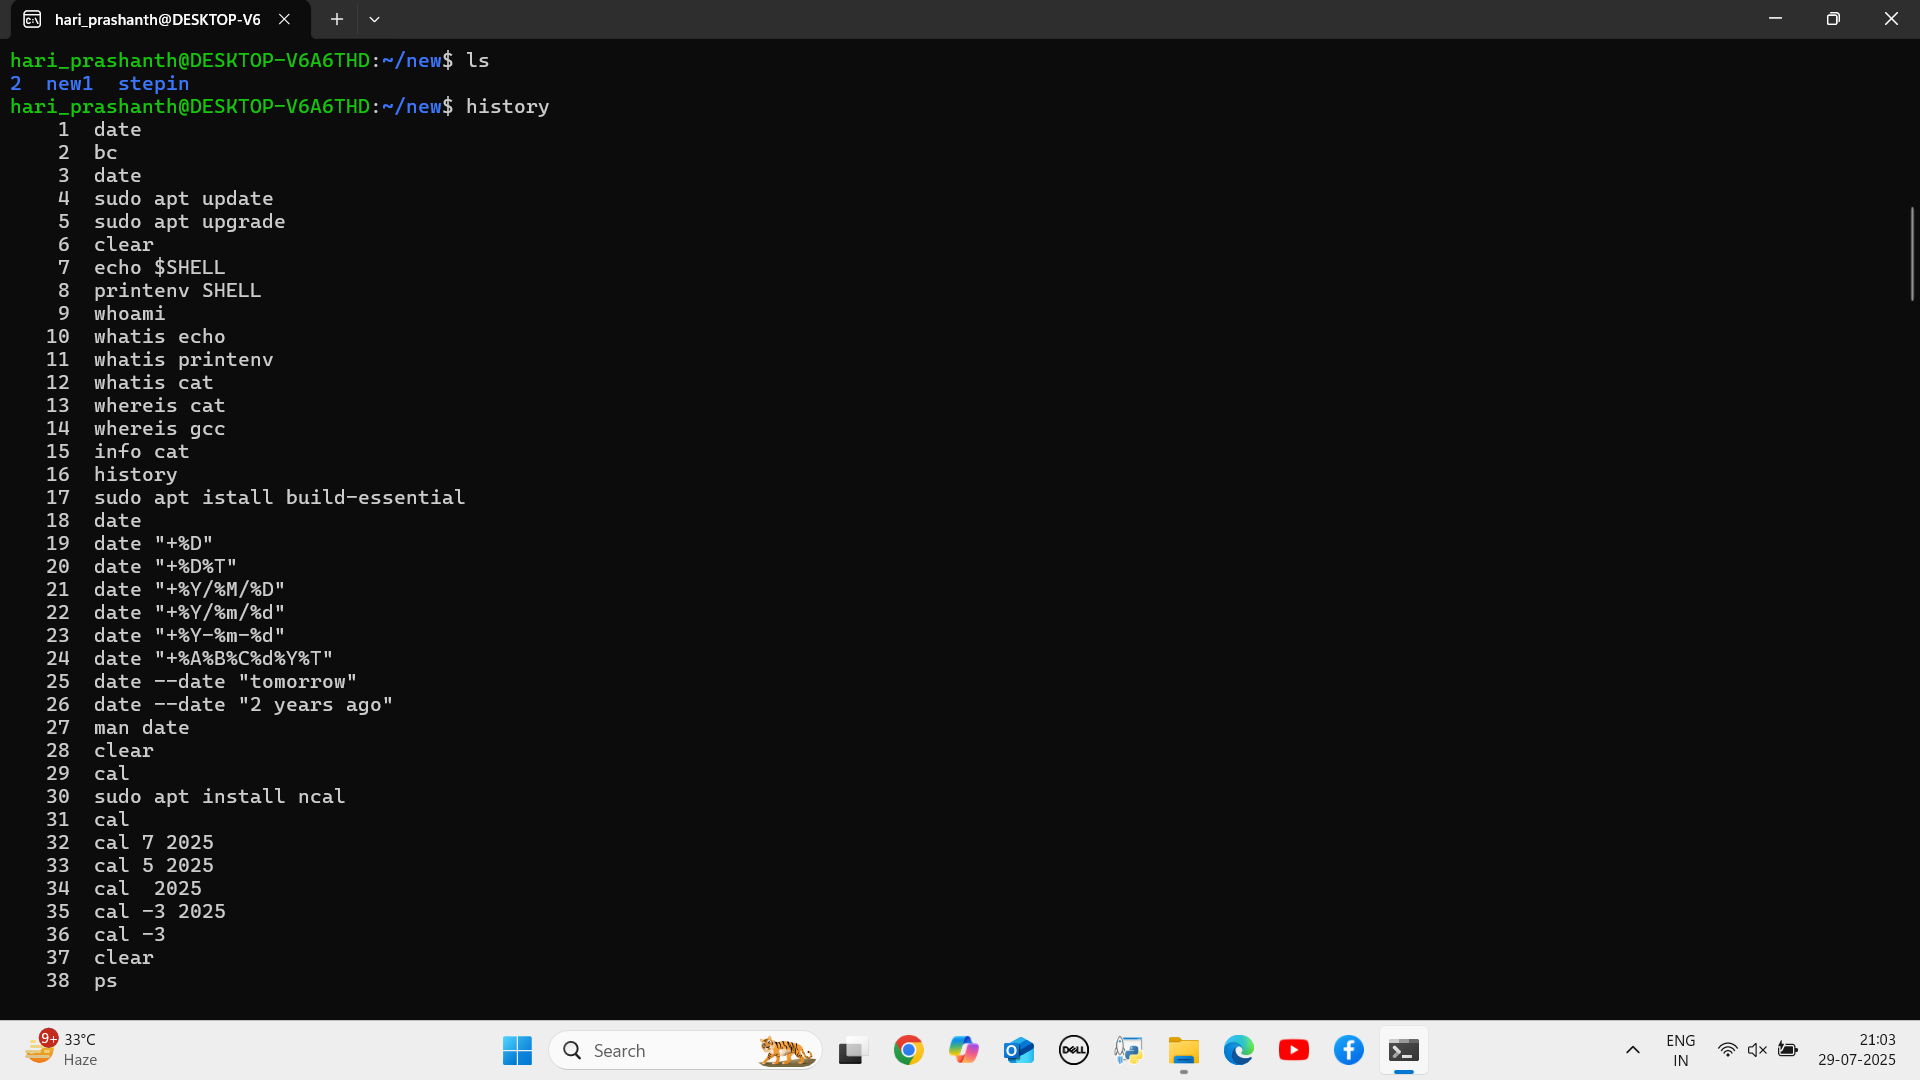 hari_prashanth@DESKTOP-V6
hari_prashanth@DESKTOP-V6A6THD:~/new$ ls
2  new1  stepin
hari_prashanth@DESKTOP-V6A6THD:~/new$ history
1  date
2  bc
3  date
4  sudo apt update
5  sudo apt upgrade
6  clear
7  echo $SHELL
8  printenv SHELL
9  whoami
10  whatis echo
11  whatis printenv
12  whatis cat
13  whereis cat
14  whereis gcc
15  info cat
16  history
17  sudo apt istall build-essential
18  date
19  date "+%D"
20  date "+%D%T"
21  date "+%Y/%M/%D"
22  date "+%Y/%m/%d"
23  date "+%Y-%m-%d"
24  date "+%A%B%C%d%Y%T"
25  date --date "tomorrow"
26  date --date "2 years ago"
27  man date
28  clear
29  cal
30  sudo apt install ncal
31  cal
32  cal 7 2025
33  cal 5 2025
34  cal  2025
35  cal -3 2025
36  cal -3
37  clear
38  ps
9+
33°C
Haze
Search
DELL
ENG
IN
21:03
29-07-2025